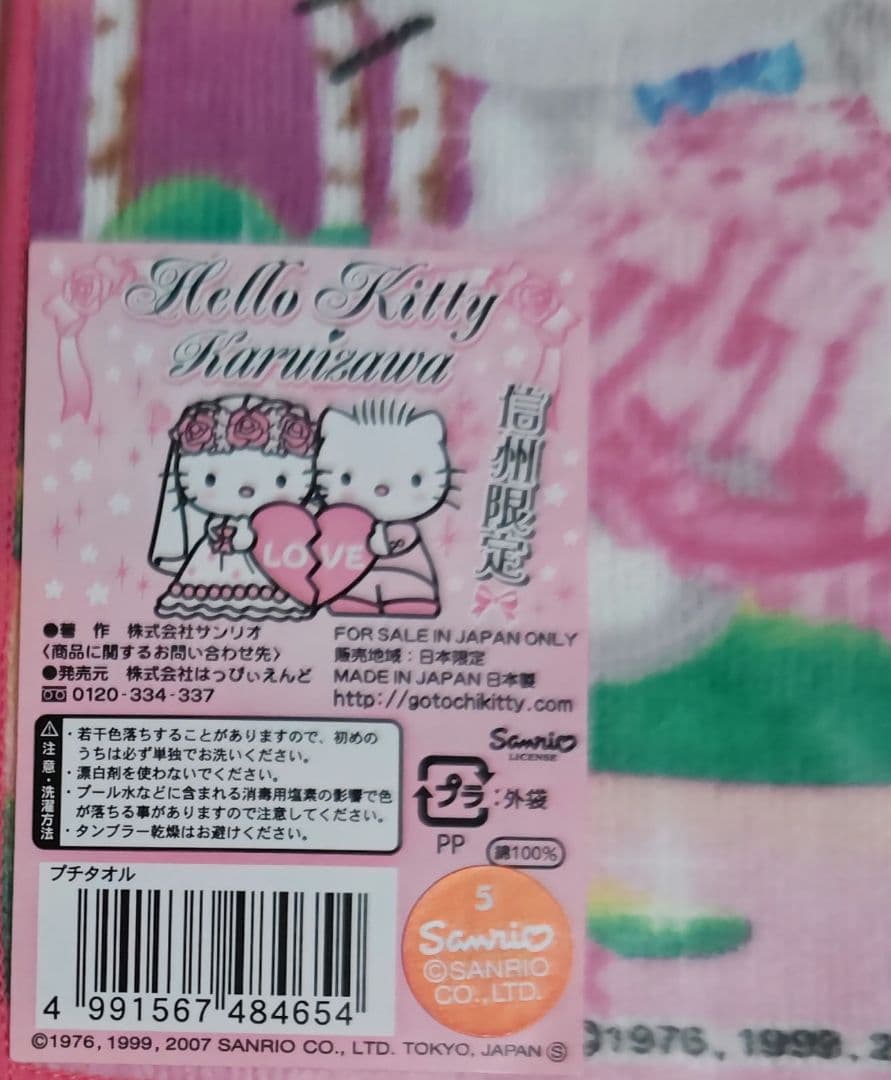 Hello Kitty
Karuizawa
信州限定
LOVE
●著 作 株式会社サンリオ
〈商品に関するお問い合わせ先〉
●発売元 株式会社はっぴぃえんど
0120-334-337
FOR SALE IN JAPAN ONLY
販売地域：日本限定
MADE IN JAPAN 日本製
http://gotochikitty.com
Sanrio
LICENSE
注意・洗濯方法
・若干色落ちすることがありますので、初めの
うちは必ず単独でお洗いください。
・漂白剤を使わないでください。
・プール水などに含まれる消毒用塩素の影響で色
が落ちる事がありますので注意してください。
・タンブラー乾燥はお避けください。
プラ：外袋
PP
綿100%
プチタオル
4 991567 484654
5
Sanrio
©SANRIO
CO.,LTD.
©1976, 1999, 2007 SANRIO CO., LTD. TOKYO, JAPAN Ⓢ
1976, 1999, 2